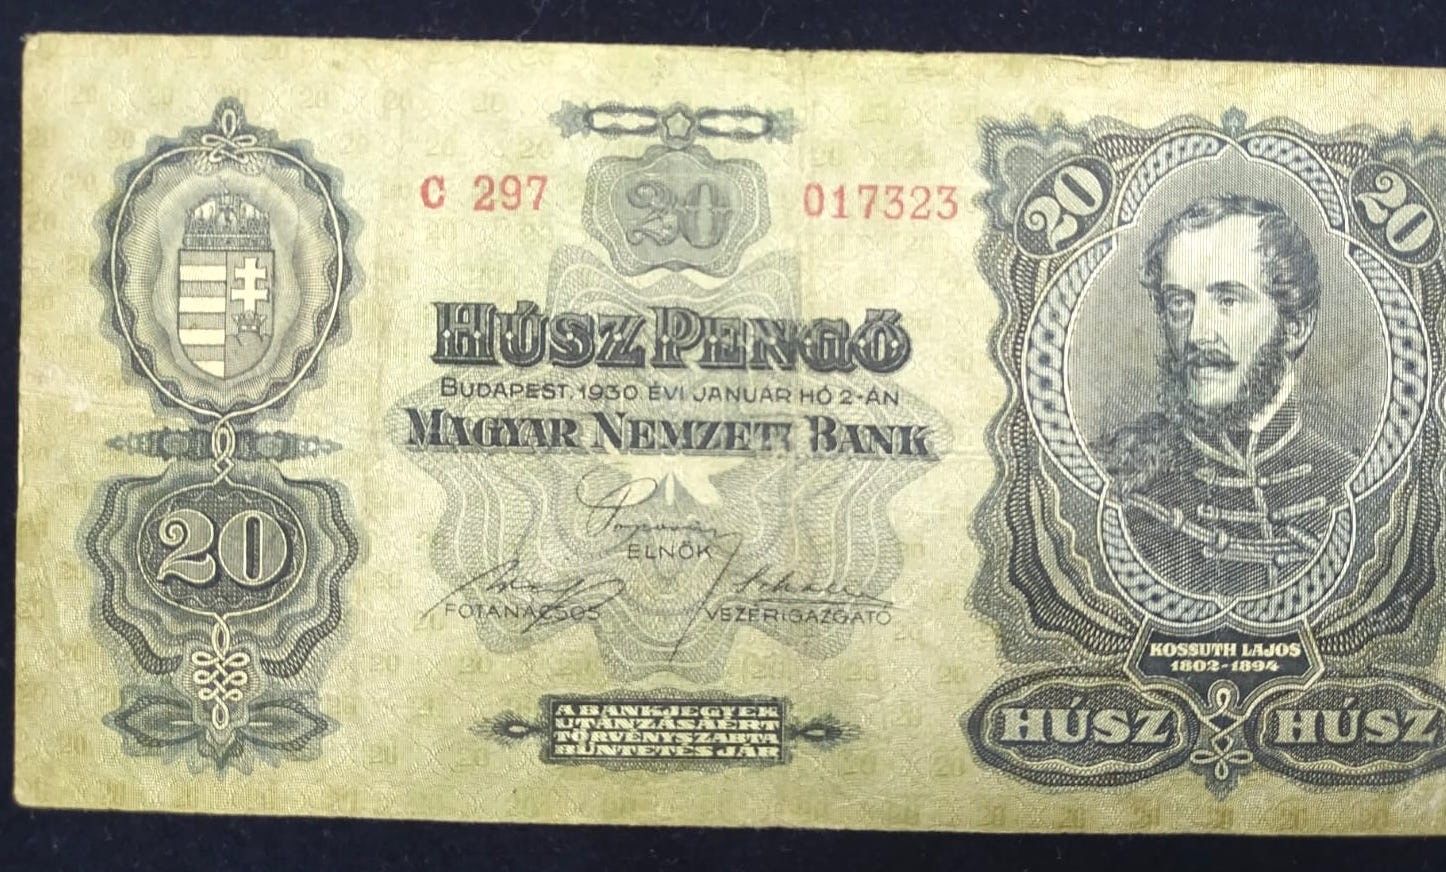 C 297
20
017323
20
20
HÚSZ PENGŐ
BUDAPEST, 1930 ÉVI JANUÁR HÓ 2-ÁN
MAGYAR NEMZETI BANK
ELNÖK
FŐTANÁCSOS
VEZÉRIGAZGATÓ
20
A BANKJEGYEK
UTÁNZÁSÁÉRT
TÖRVÉNYSZABTA
BÜNTETÉS JÁR
KOSSUTH LAJOS
1802-1894
HÚSZ
HÚSZ